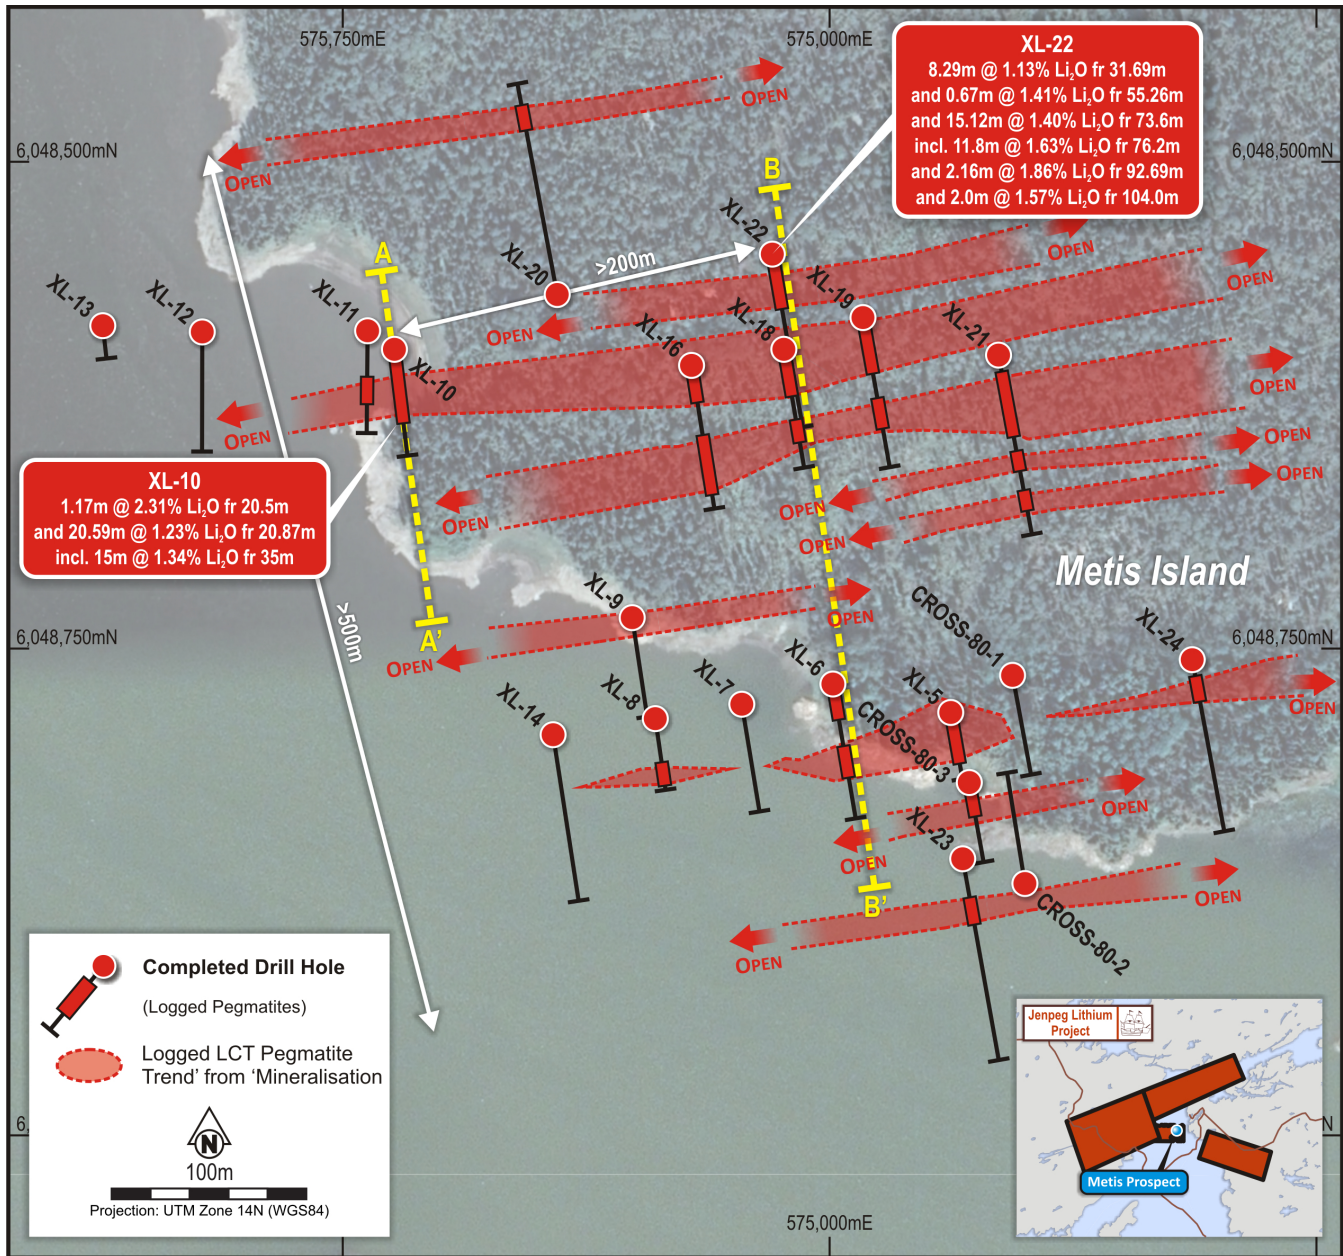 575,750mE
575,000mE
XL-22
8.29m @ 1.13% Li₂O fr 31.69m
and 0.67m @ 1.41% Li₂O fr 55.26m
and 15.12m @ 1.40% Li₂O fr 73.6m
incl. 11.8m @ 1.63% Li₂O fr 76.2m
and 2.16m @ 1.86% Li₂O fr 92.69m
and 2.0m @ 1.57% Li₂O fr 104.0m
6,048,500mN
6,048,500mN
OPEN
OPEN
B
A
XL-22
XL-20
>200m
OPEN
OPEN
OPEN
XL-13
XL-12
XL-11
XL-10
XL-16
XL-18
XL-19
XL-21
OPEN
OPEN
OPEN
OPEN
OPEN
OPEN
OPEN
XL-10
1.17m @ 2.31% Li₂O fr 20.5m
and 20.59m @ 1.23% Li₂O fr 20.87m
incl. 15m @ 1.34% Li₂O fr 35m
OPEN
Metis Island
XL-9
OPEN
CROSS-80-1
>500m
A'
6,048,750mN
6,048,750mN
OPEN
XL-24
XL-14
XL-8
XL-7
XL-6
XL-5
OPEN
CROSS-80-3
OPEN
XL-23
OPEN
B'
OPEN
CROSS-80-2
OPEN
Completed Drill Hole
(Logged Pegmatites)
Logged LCT Pegmatite
Trend' from 'Mineralisation
N
100m
Projection: UTM Zone 14N (WGS84)
6,
N
575,000mE
Jenpeg Lithium
Project
Metis Prospect